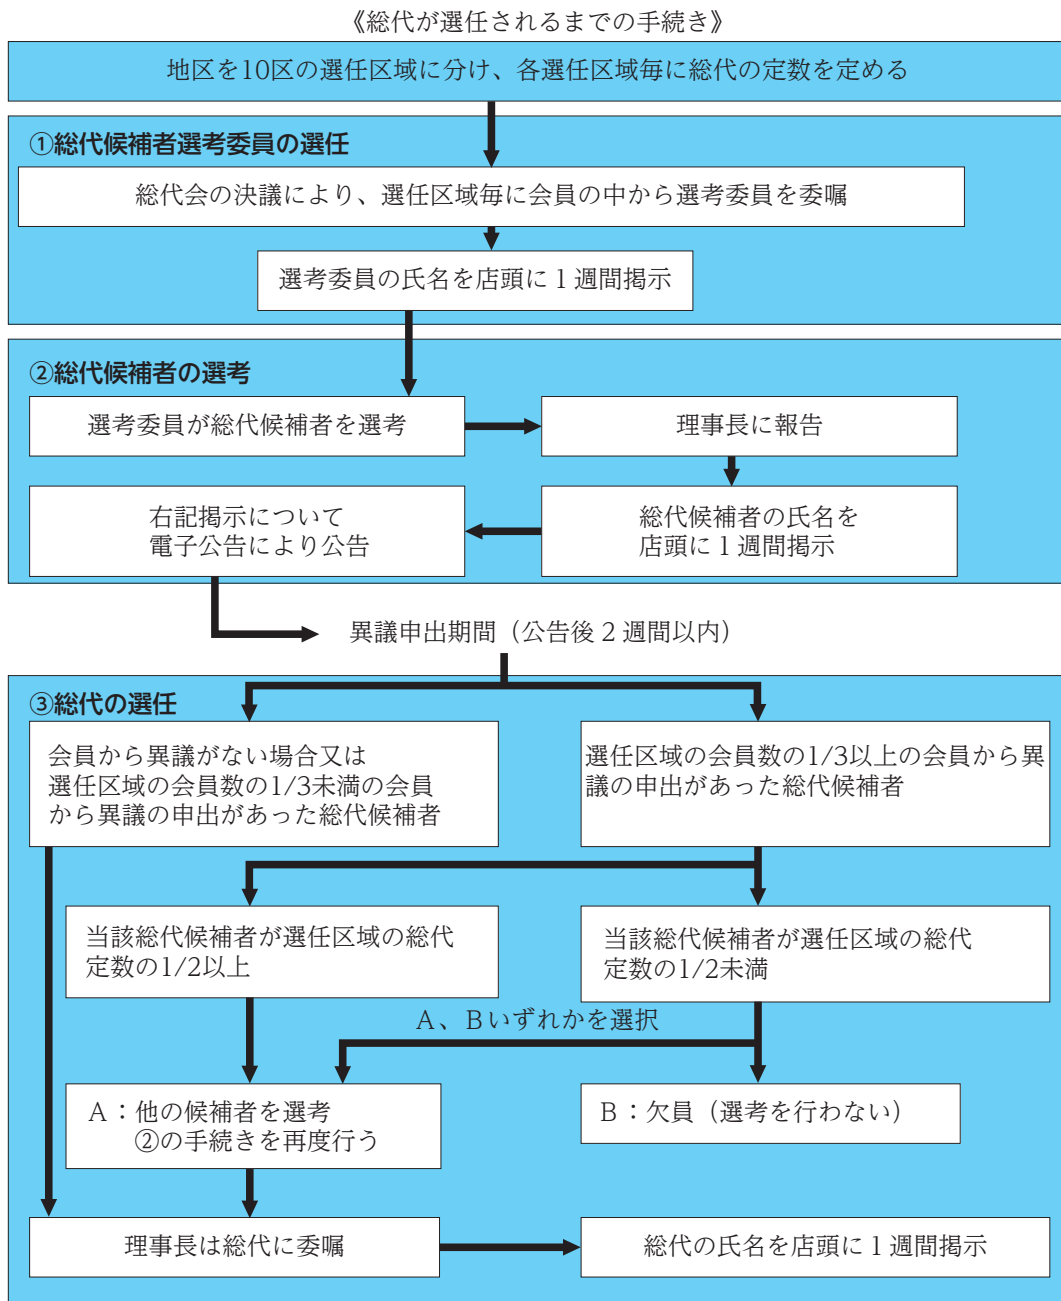 《総代が選任されるまでの手続き》
地区を10区の選任区域に分け、各選任区域毎に総代の定数を定める
①総代候補者選考委員の選任
総代会の決議により、選任区域毎に会員の中から選考委員を委嘱
選考委員の氏名を店頭に１週間掲示
②総代候補者の選考
選考委員が総代候補者を選考
理事長に報告
総代候補者の氏名を
店頭に１週間掲示
右記掲示について
電子公告により公告
異議申出期間（公告後２週間以内）
③総代の選任
会員から異議がない場合又は
選任区域の会員数の1/3未満の会員
から異議の申出があった総代候補者
選任区域の会員数の1/3以上の会員から異
議の申出があった総代候補者
当該総代候補者が選任区域の総代
定数の1/2以上
当該総代候補者が選任区域の総代
定数の1/2未満
Ａ、Ｂいずれかを選択
Ａ：他の候補者を選考
②の手続きを再度行う
Ｂ：欠員（選考を行わない）
理事長は総代に委嘱
総代の氏名を店頭に１週間掲示